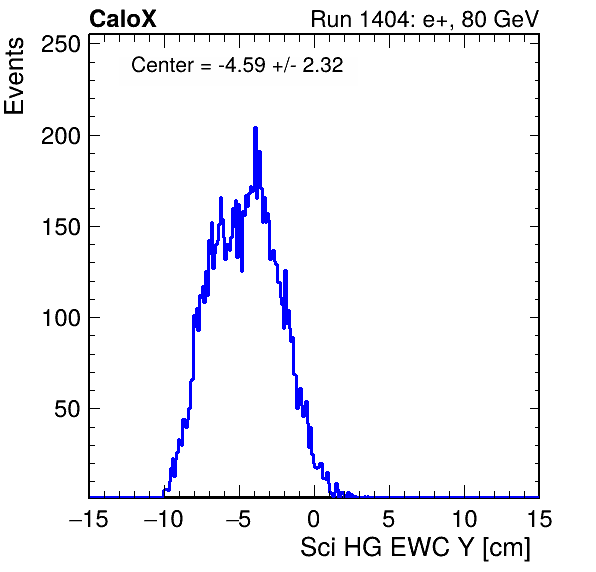 CaloX
Run 1404: e+, 80 GeV
Events
Center = -4.59 +/- 2.32
250
200
150
100
50
−15
−10
−5
0
5
10
15
Sci HG EWC Y [cm]